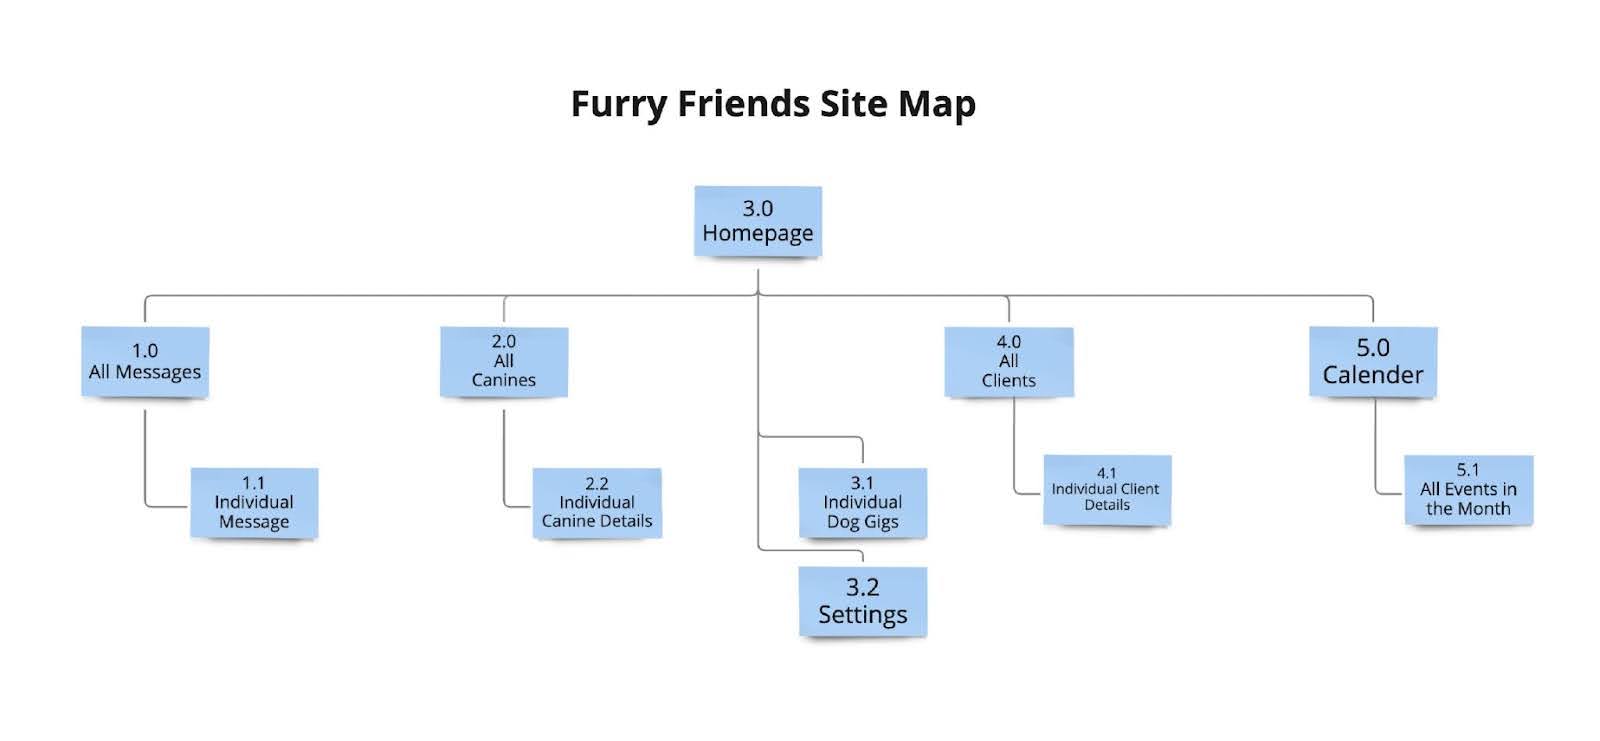 Furry Friends Site Map
3.0
Homepage
1.0
All Messages
2.0
All
Canines
4.0
All
Clients
5.0
Calender
1.1
Individual
Message
2.2
Individual
Canine Details
3.1
Individual
Dog Gigs
4.1
Individual Client
Details
5.1
All Events in
the Month
3.2
Settings